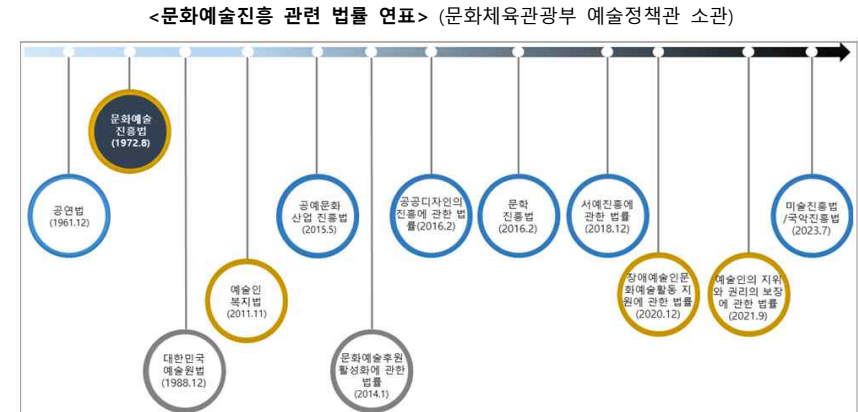 <문화예술진흥 관련 법률 연표> (문화체육관광부 예술정책관 소관)
문화예술
진흥법
(1972.8)
공연법
(1961.12)
공예문화
산업 진흥법
(2015.5)
공공디자인의
진흥에 관한 법
률(2016.2)
문학
진흥법
(2016.2)
서예진흥에
관한 법률
(2018.12)
미술진흥법
/국악진흥법
(2023.7)
예술인
복지법
(2011.11)
장애예술인문
화예술활동 지
원에 관한 법률
(2020.12)
예술인의 지위
와 권리의 보장
에 관한 법률
(2021.9)
대한민국
예술원법
(1988.12)
문화예술후원
활성화에 관한
법률
(2014.1)